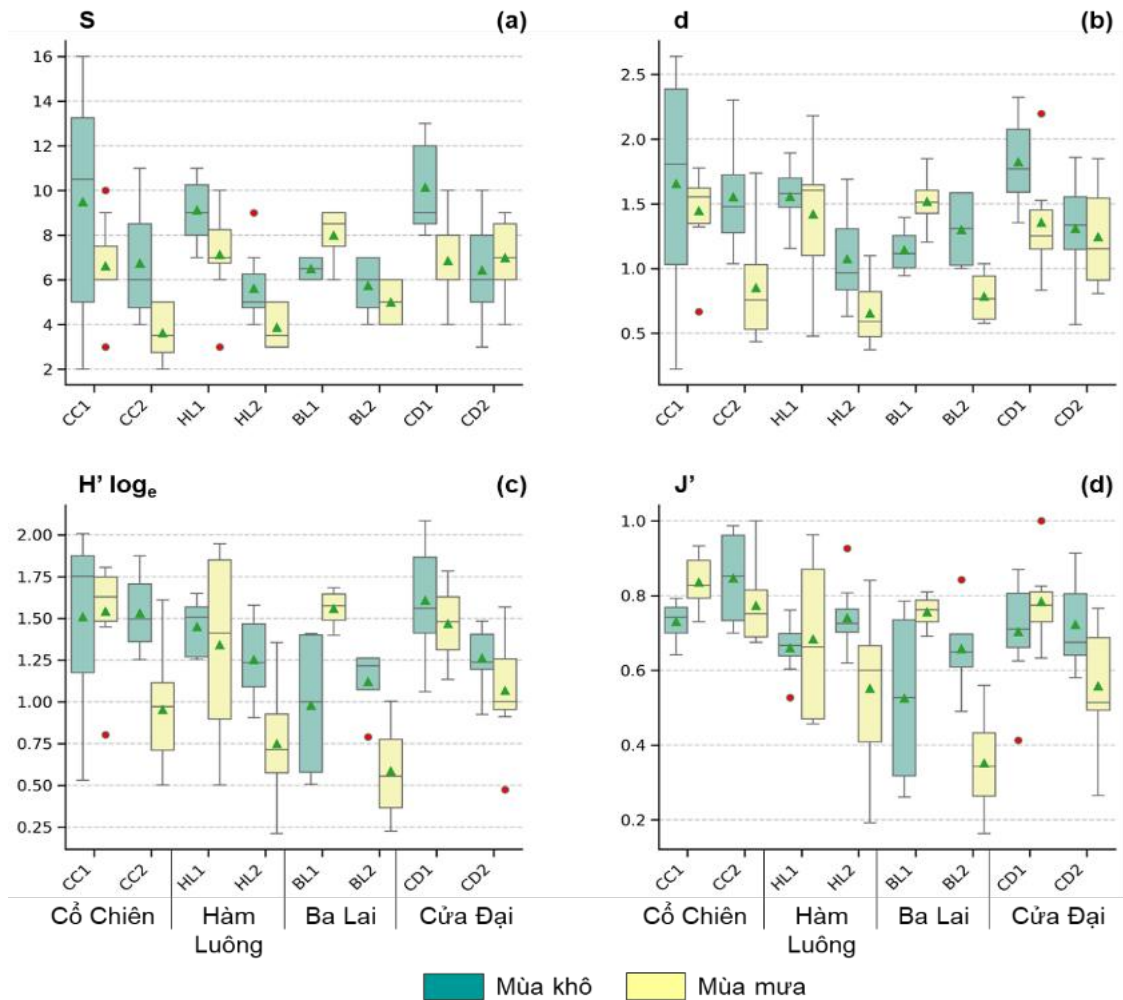 S (a)
d (b)
16
14
12
10
8
6
4
2
2.5
2.0
1.5
1.0
0.5
CC1 CC2 HL1 HL2 BL1 BL2 CD1 CD2
CC1 CC2 HL1 HL2 BL1 BL2 CD1 CD2
H' logₑ (c)
J' (d)
2.00
1.75
1.50
1.25
1.00
0.75
0.50
0.25
1.0
0.8
0.6
0.4
0.2
CC1 CC2 HL1 HL2 BL1 BL2 CD1 CD2
CC1 CC2 HL1 HL2 BL1 BL2 CD1 CD2
Cổ Chiên Hàm Ba Lai Cửa Đại
Luông
Cổ Chiên Hàm Ba Lai Cửa Đại
Luông
Mùa khô Mùa mưa